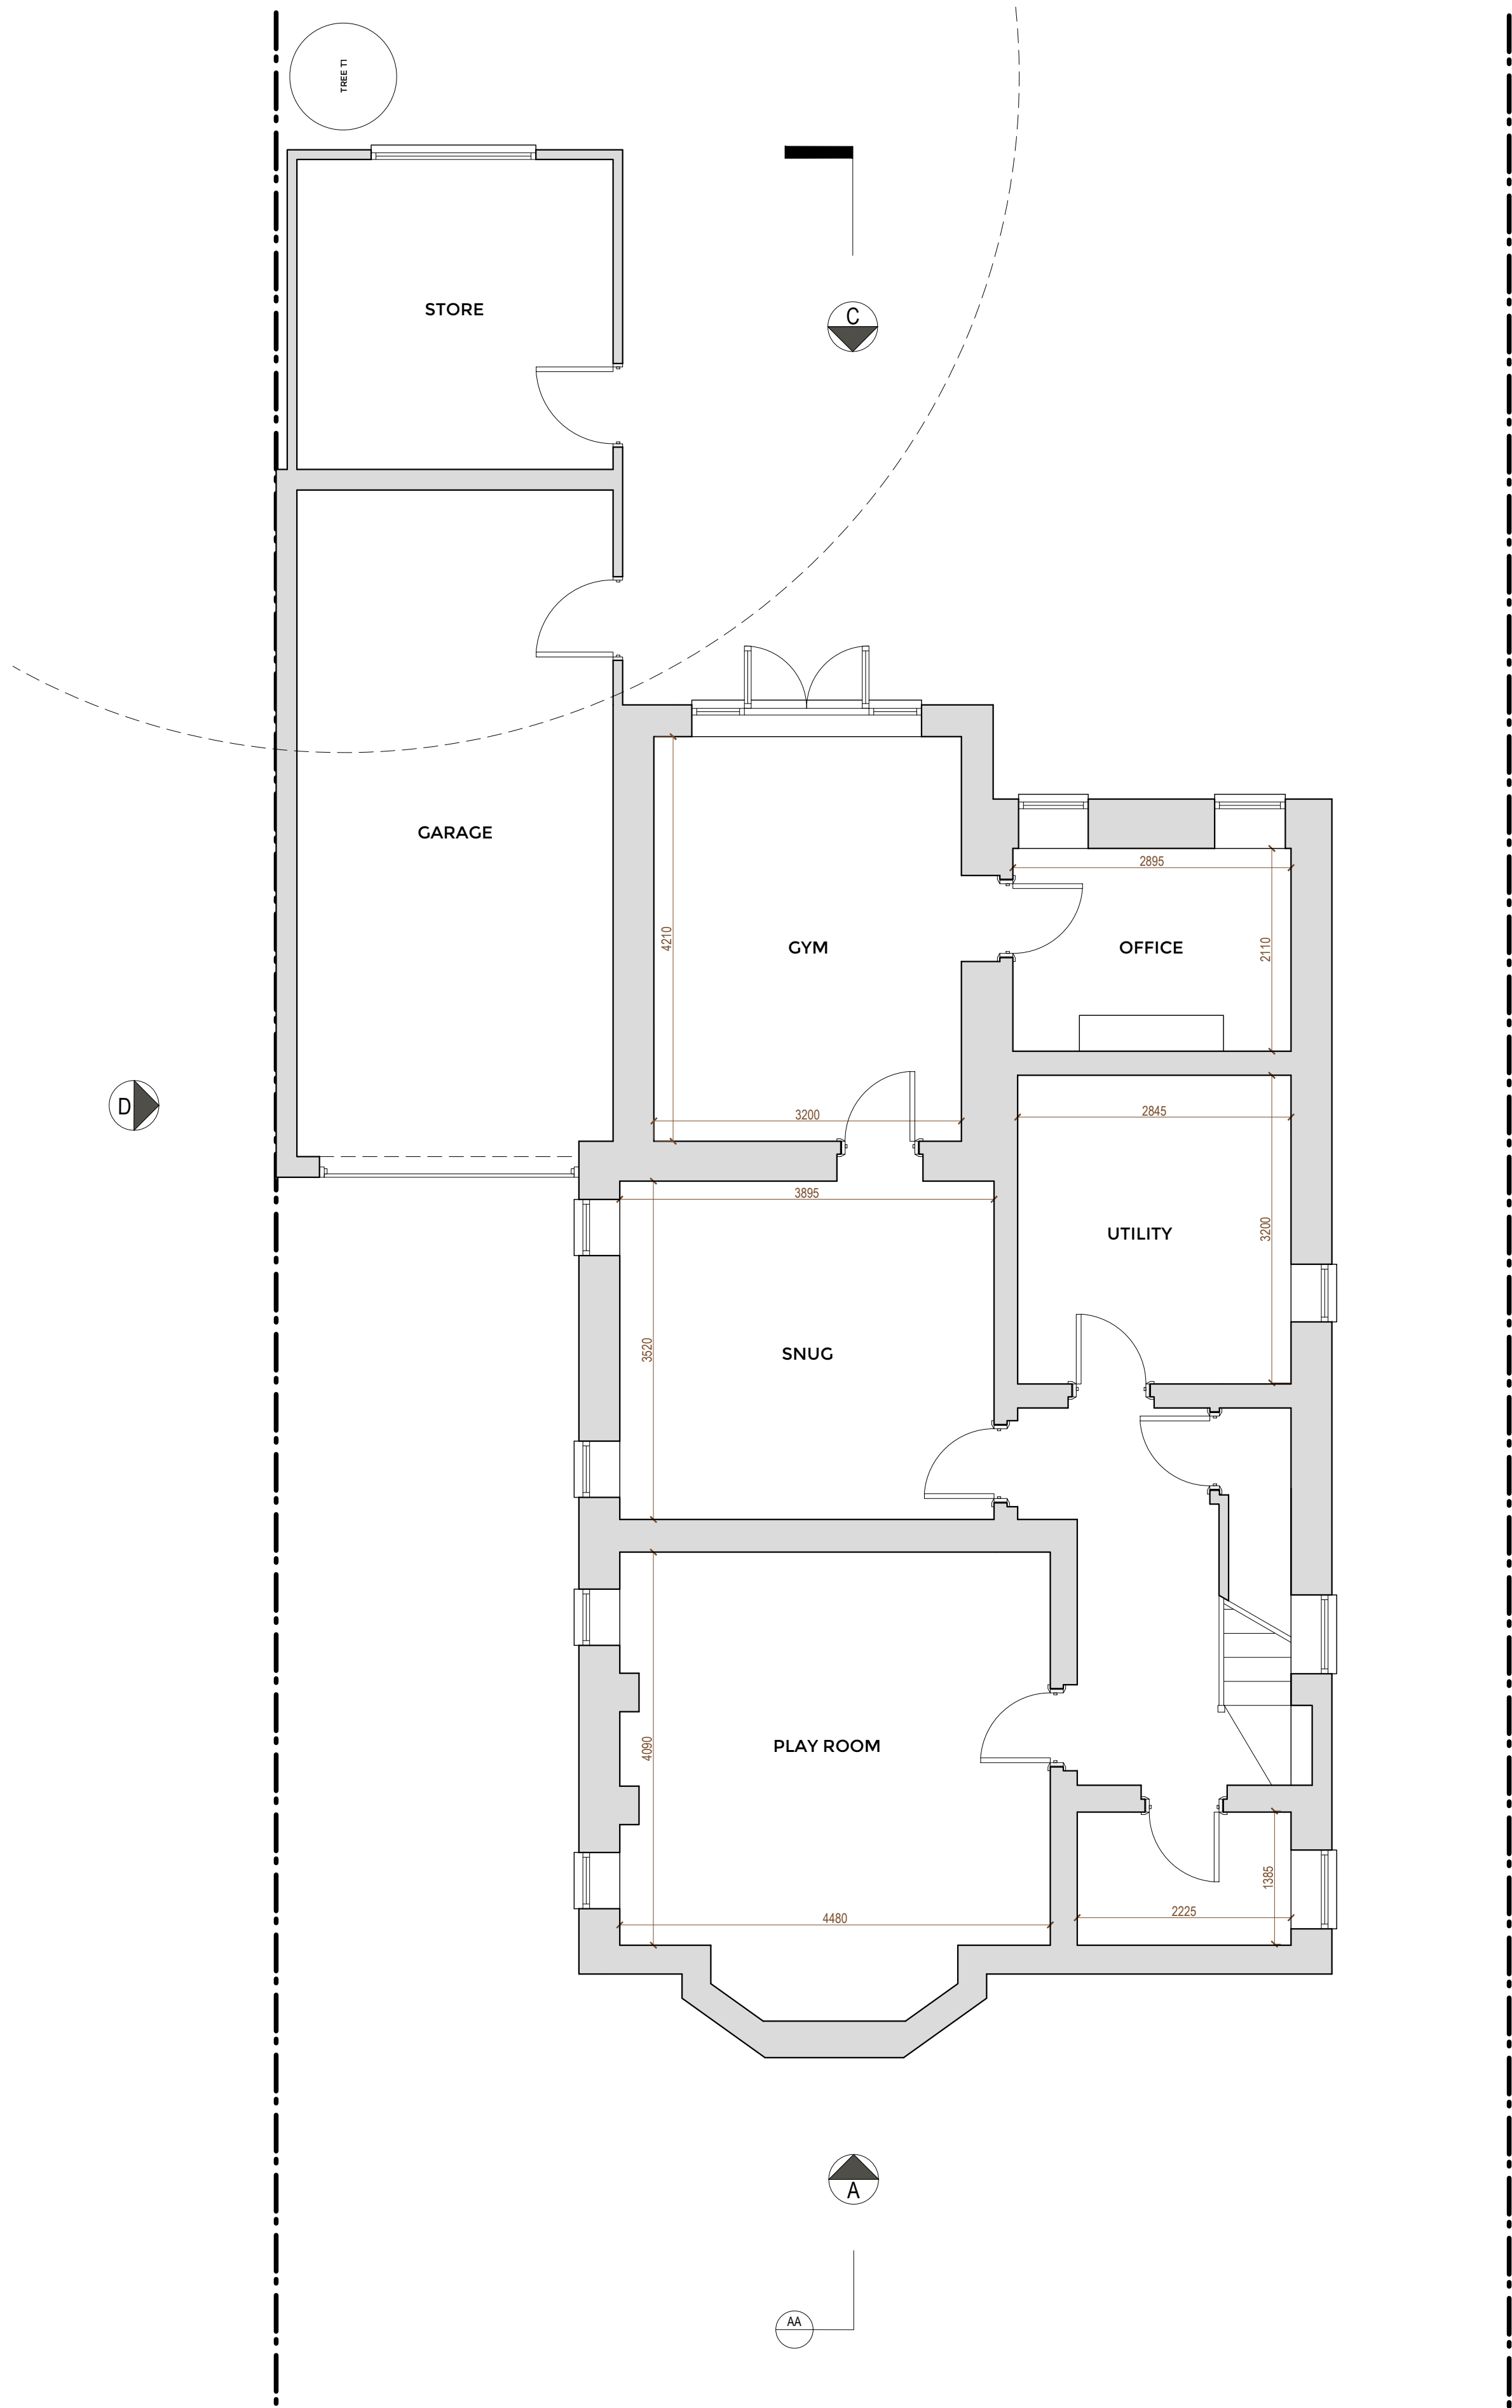 TREE T1
STORE
C
GARAGE
2895
4210
GYM
OFFICE
2110
D
3200
2845
3895
UTILITY
3200
3520
SNUG
4090
PLAY ROOM
1385
4480
2225
A
AA